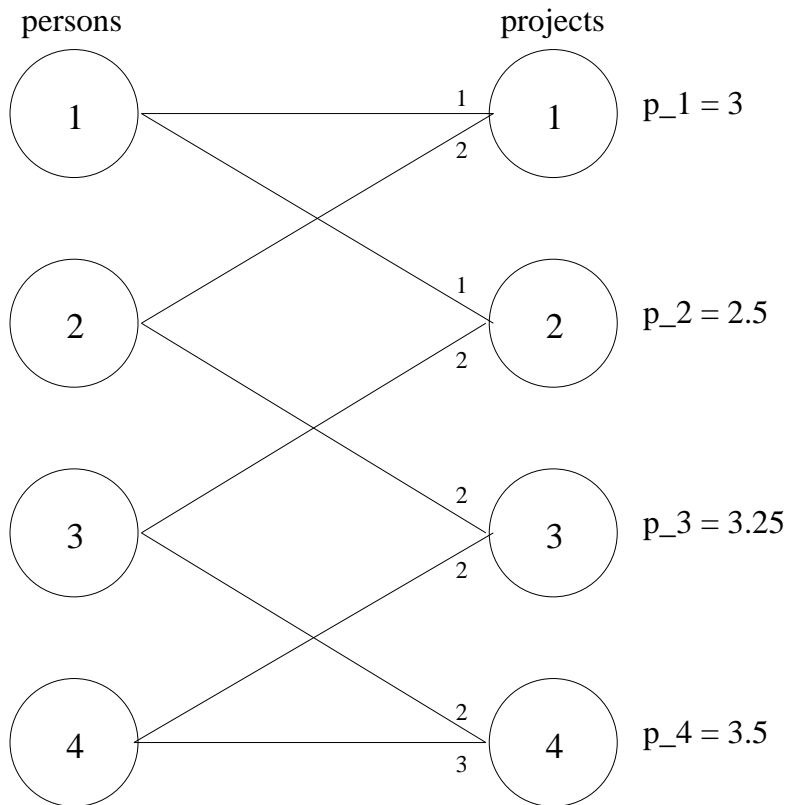 persons projects
1 1 1 p_1 = 3
2
1
2 2 p_2 = 2.5
2
2
3 3 p_3 = 3.25
2
2
4 4 p_4 = 3.5
3